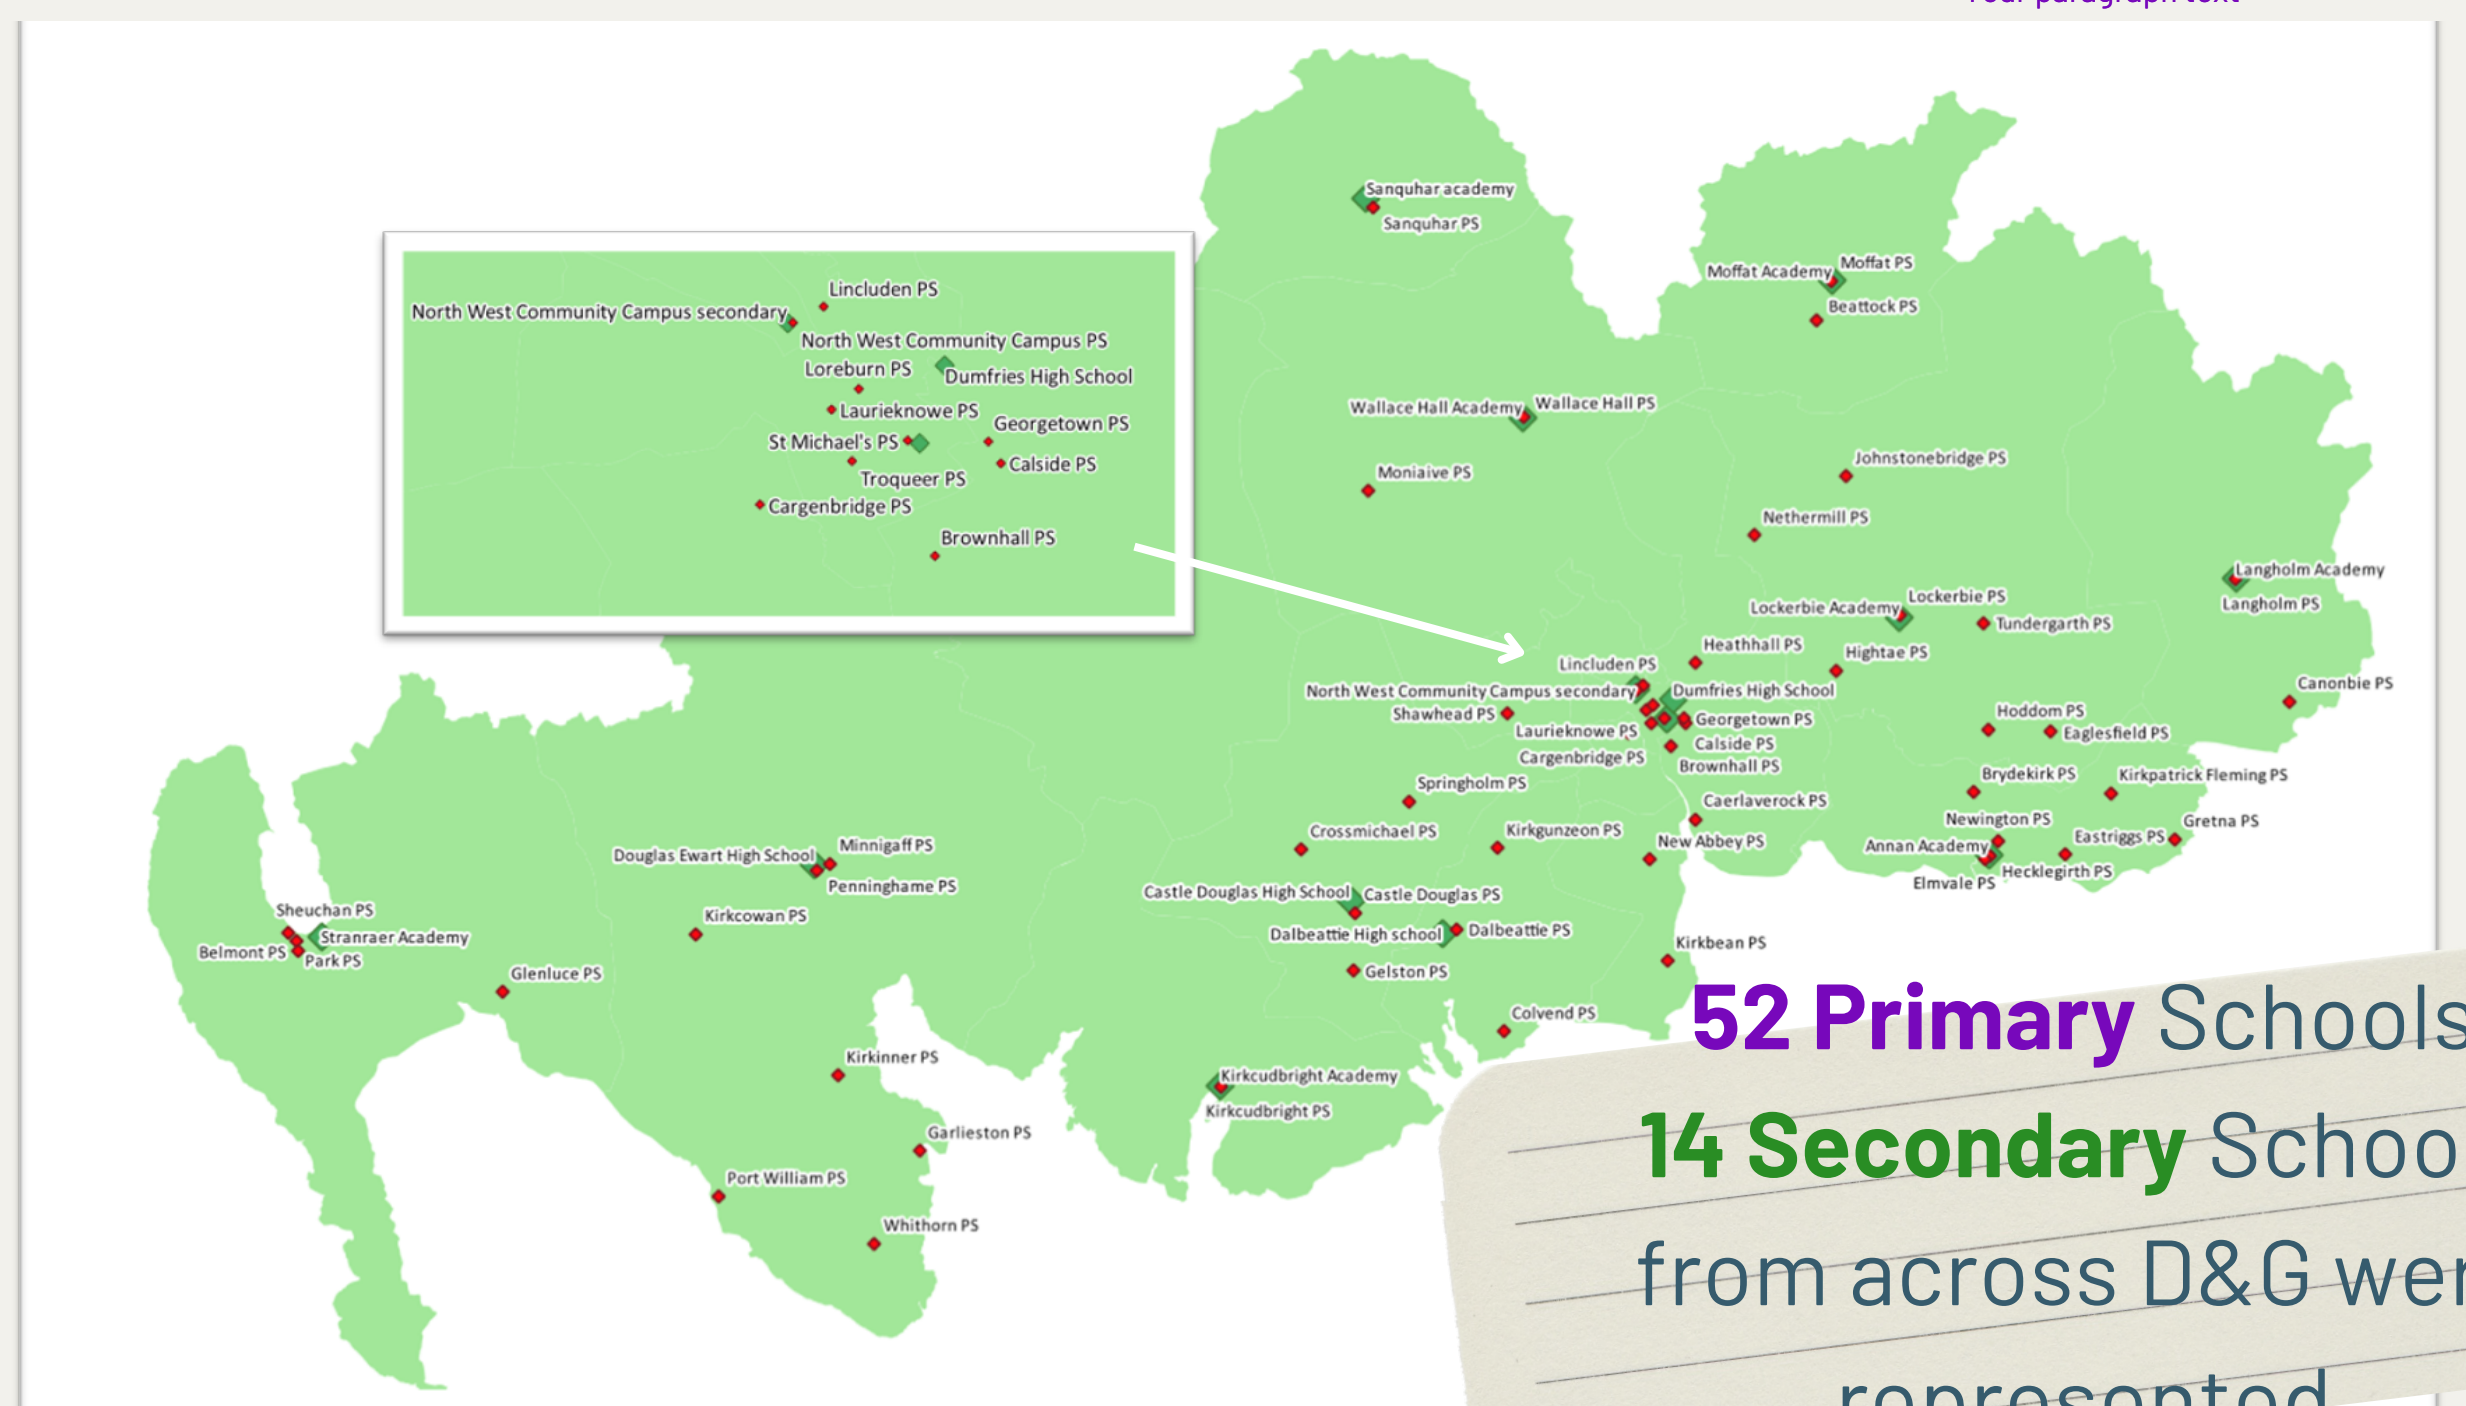 Your paragraph text
Sanquhar academy
Sanquhar PS
Moffat PS
Moffat Academy
Beattock PS
Lincluden PS
North West Community Campus secondary
North West Community Campus PS
Loreburn PS
Dumfries High School
Laurieknowe PS
Georgetown PS
St Michael's PS
Calside PS
Troqueer PS
Cargenbridge PS
Brownhall PS
Wallace Hall Academy
Wallace Hall PS
Moniaive PS
Johnstonebridge PS
Nethermill PS
Langholm Academy
Langholm PS
Lockerbie PS
Lockerbie Academy
Tundergarth PS
Heathhall PS
Hightae PS
Lincluden PS
North West Community Campus secondary
Dumfries High School
Canonbie PS
Shawhead PS
Georgetown PS
Hoddom PS
Laurieknowe PS
Eaglesfield PS
Calside PS
Cargenbridge PS
Brownhall PS
Brydekirk PS
Kirkpatrick Fleming PS
Springholm PS
Caerlaverock PS
Newington PS
Gretna PS
Crossmichael PS
Kirkgunzeon PS
New Abbey PS
Eastriggs PS
Annan Academy
Hecklegirth PS
Elmvale PS
Douglas Ewart High School
Minnigaff PS
Penninghame PS
Castle Douglas High School
Castle Douglas PS
Kirkcowan PS
Sheuchan PS
Stranraer Academy
Belmont PS
Park PS
Dalbeattie High school
Dalbeattie PS
Kirkbean PS
Gelston PS
Glenluce PS
Colvend PS
Kirkinner PS
Kirkcudbright Academy
Kirkcudbright PS
Garlieston PS
Port William PS
Whithorn PS
52 Primary Schools
14 Secondary Schoo
from across D&G wer
represented